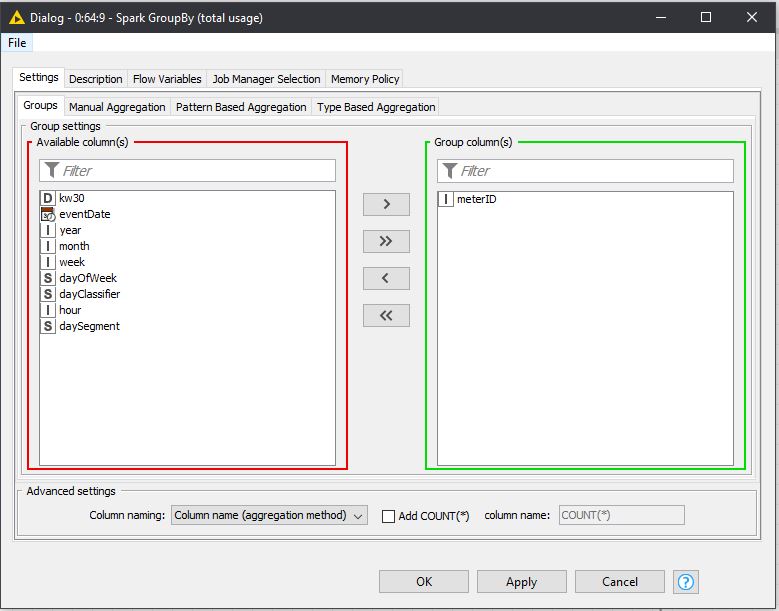 Dialog - 0:64:9 - Spark GroupBy (total usage)
File
Settings Description Flow Variables Job Manager Selection Memory Policy
Groups Manual Aggregation Pattern Based Aggregation Type Based Aggregation
Group settings
Available column(s)
Filter
D kw30
eventDate
I year
I month
I week
S dayOfWeek
S dayClassifier
I hour
S daySegment
>
>>
<
<<
Group column(s)
Filter
I meterID
Advanced settings
Column naming: Column name (aggregation method) Add COUNT(*) column name: COUNT(*)
OK Apply Cancel ?